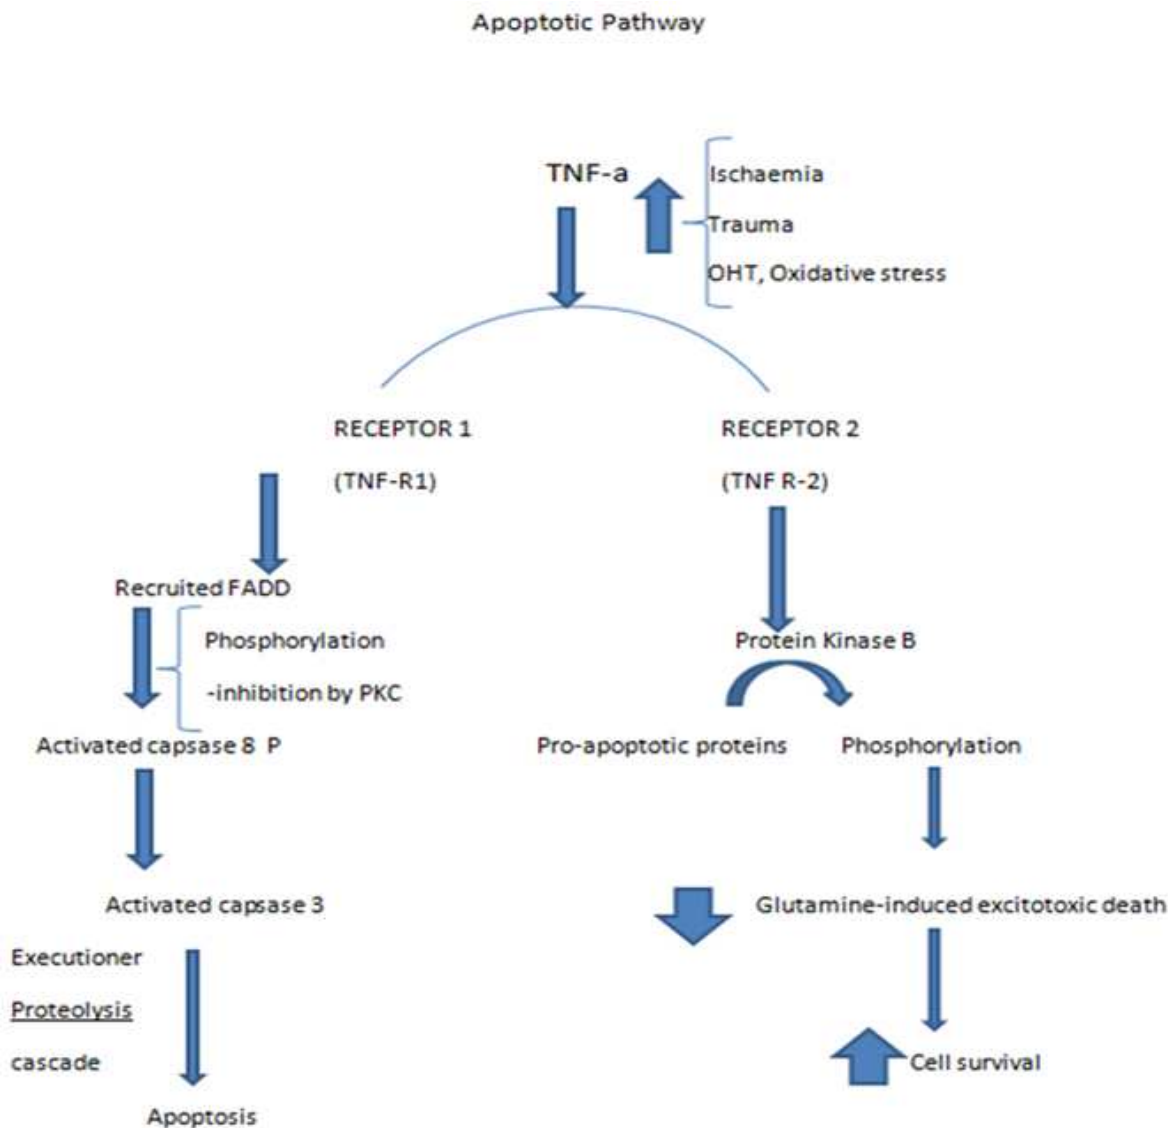 Apoptotic Pathway
TNF-a
Ischaemia
Trauma
OHT, Oxidative stress
RECEPTOR 1
(TNF-R1)
RECEPTOR 2
(TNF R-2)
Recruited FADD
Phosphorylation
-inhibition by PKC
Activated capsase 8 P
Activated capsase 3
Executioner
Proteolysis
cascade
Apoptosis
Protein Kinase B
Pro-apoptotic proteins
Phosphorylation
Glutamine-induced excitotoxic death
Cell survival